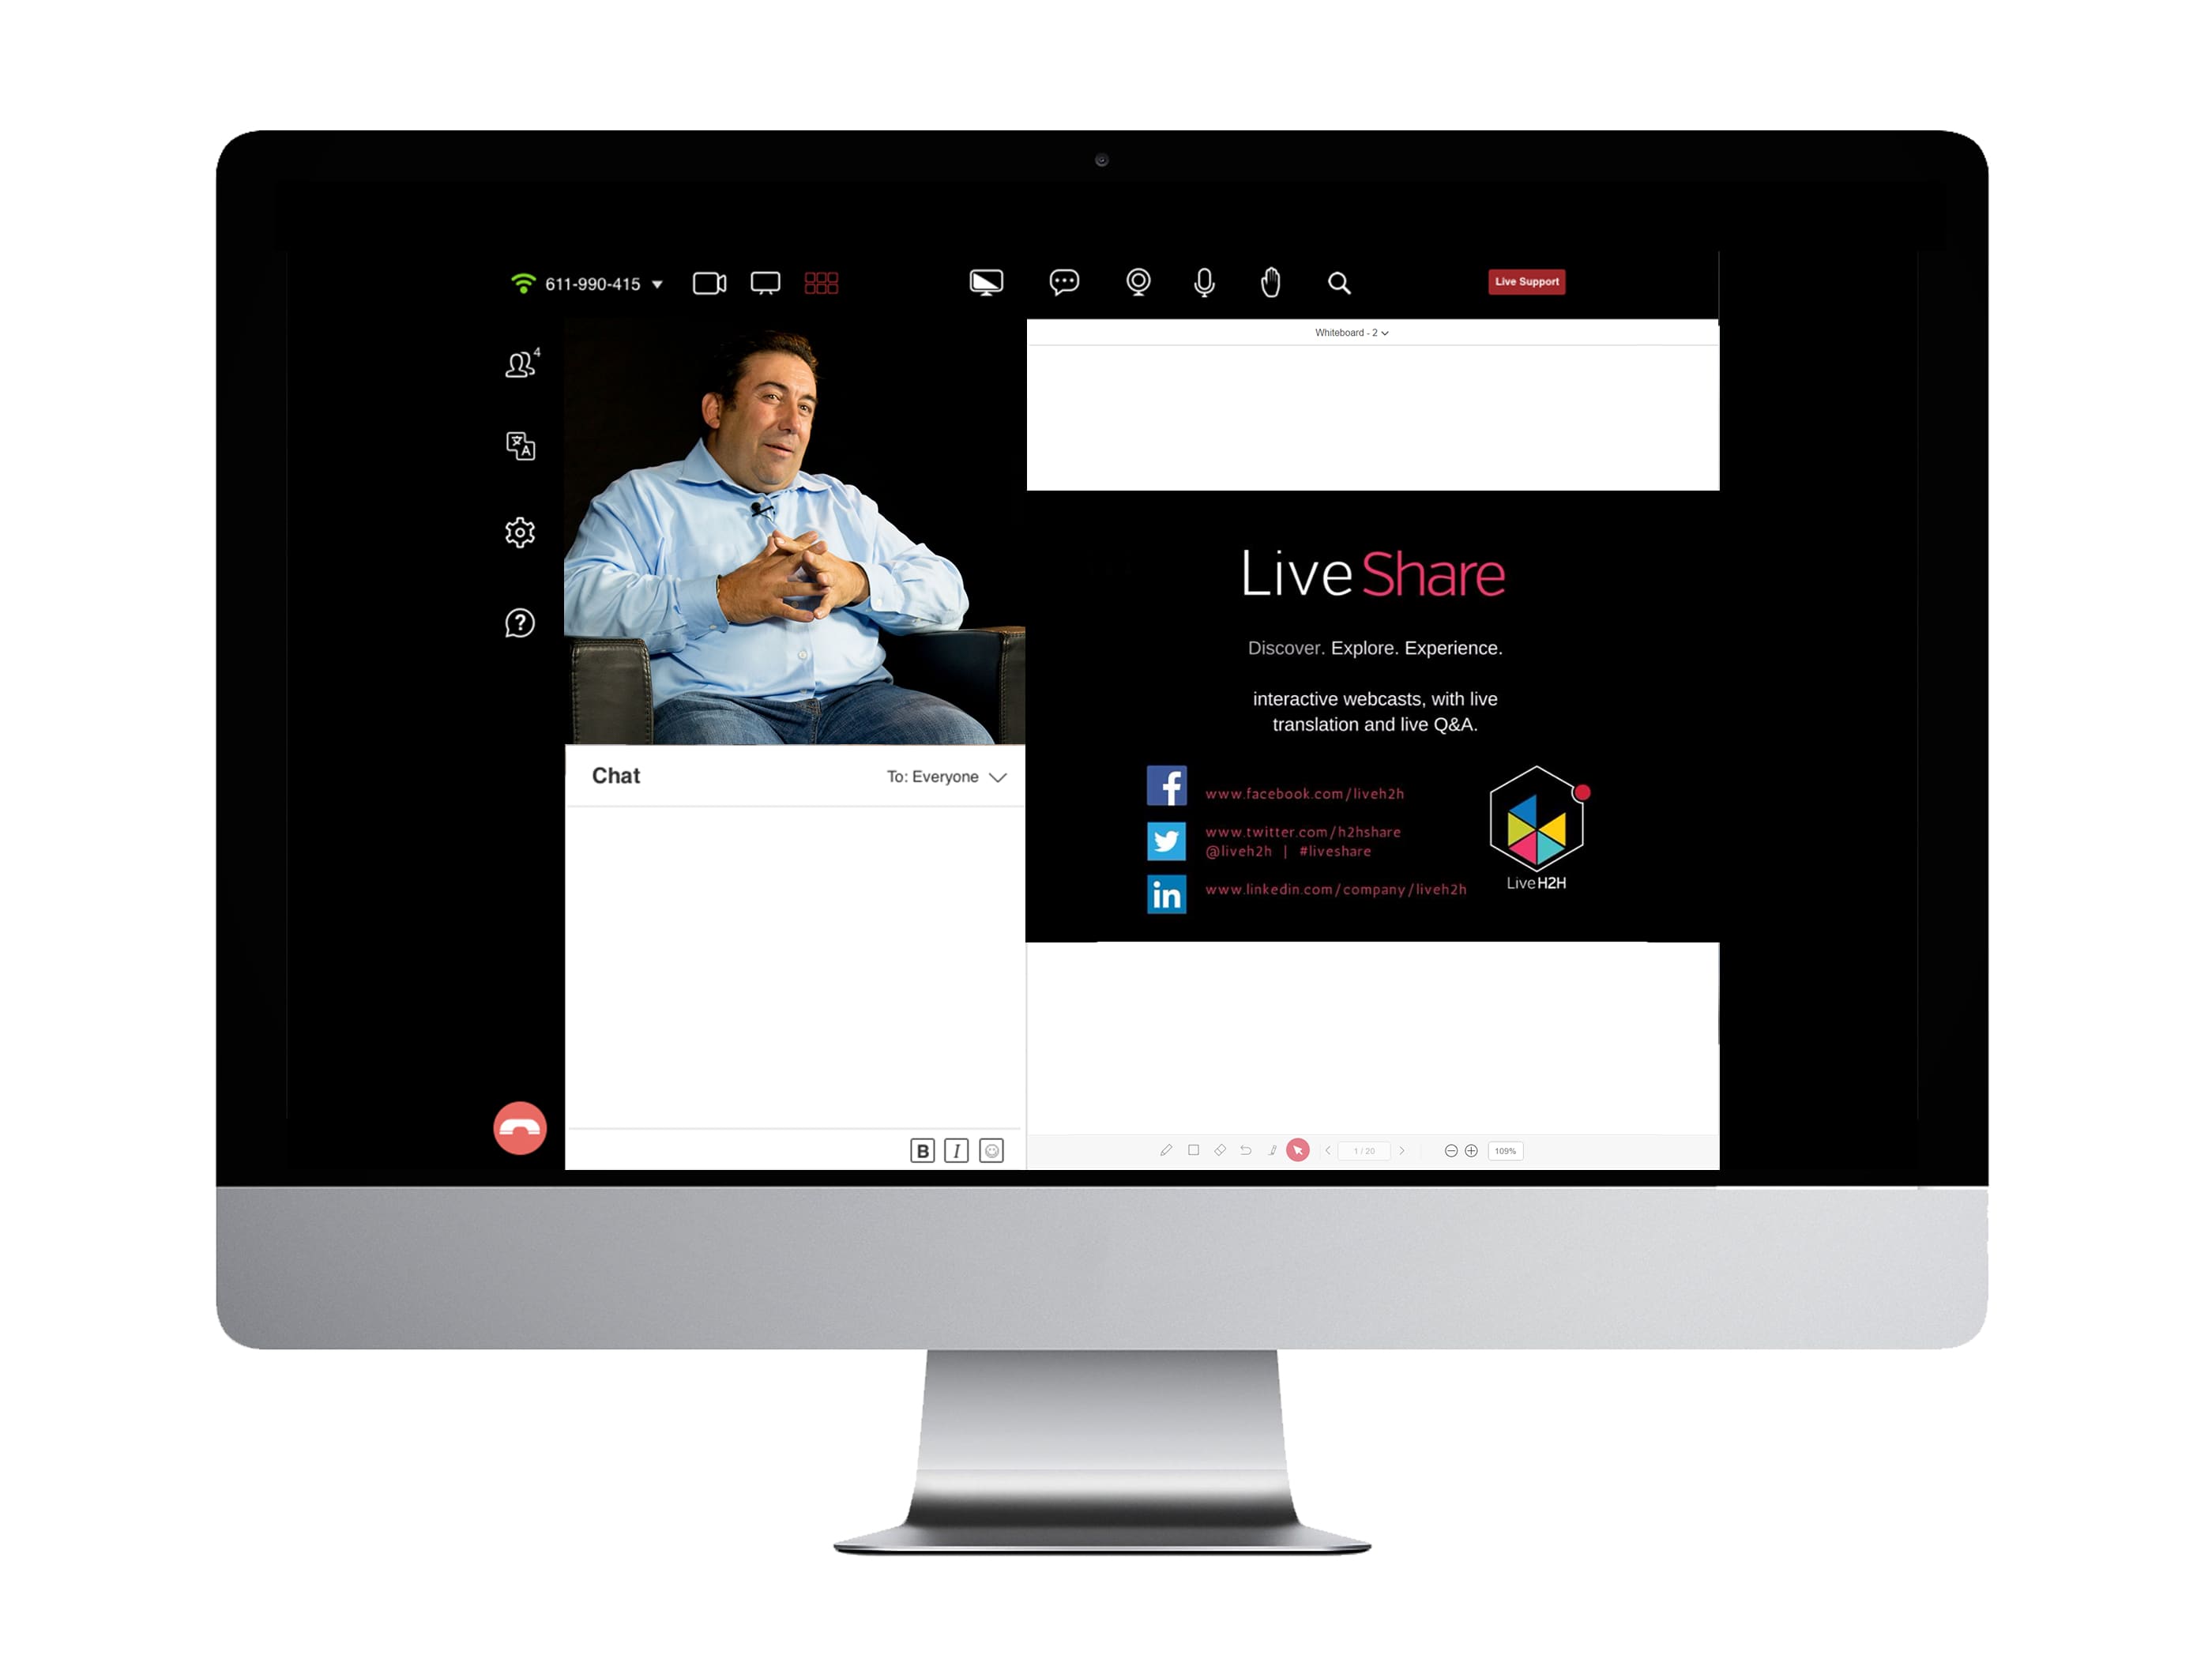 611-990-415
Live Support
4
Whiteboard - 2
Live Share
Discover. Explore. Experience.
interactive webcasts, with live
translation and live Q&A.
www.facebook.com/liveh2h
www.twitter.com/h2hshare
@liveh2h | #liveshare
www.linkedin.com/company/liveh2h
LiveH2H
Chat
To: Everyone
B I
1 / 20
109%